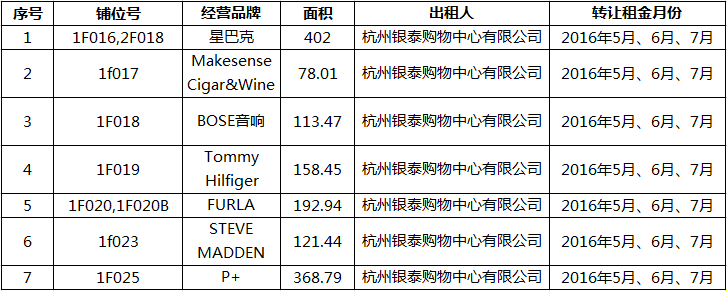 序号 铺位号 经营品牌 面积 出租人 转让租金月份
1 1F016,2F018 星巴克 402 杭州银泰购物中心有限公司 2016年5月、6月、7月
2 1f017 Makesense Cigar&Wine 78.01 杭州银泰购物中心有限公司 2016年5月、6月、7月
3 1F018 BOSE音响 113.47 杭州银泰购物中心有限公司 2016年5月、6月、7月
4 1F019 Tommy Hilfiger 158.45 杭州银泰购物中心有限公司 2016年5月、6月、7月
5 1F020,1F020B FURLA 192.94 杭州银泰购物中心有限公司 2016年5月、6月、7月
6 1f023 STEVE MADDEN 121.44 杭州银泰购物中心有限公司 2016年5月、6月、7月
7 1F025 P+ 368.79 杭州银泰购物中心有限公司 2016年5月、6月、7月